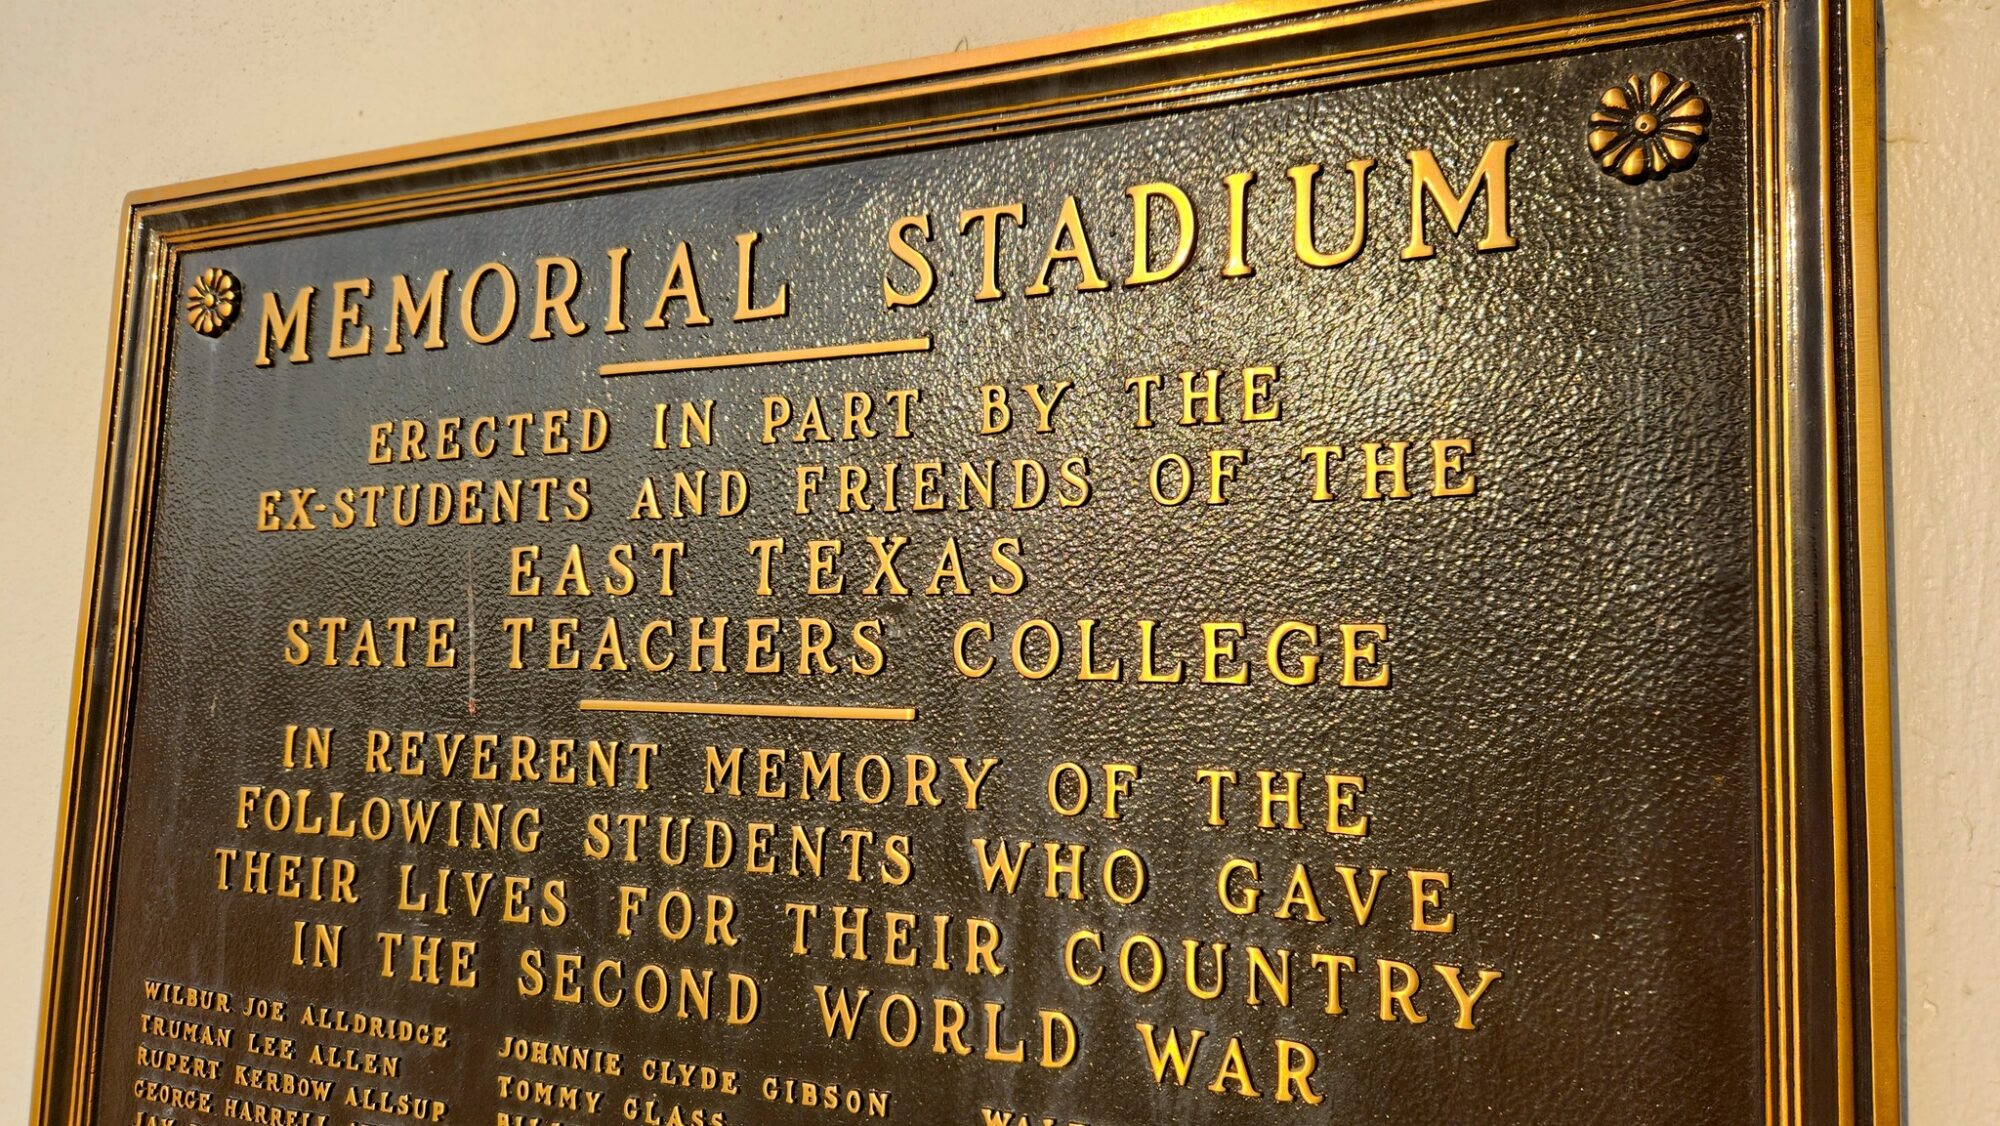 MEMORIAL STADIUM
ERECTED IN PART BY THE
EX-STUDENTS AND FRIENDS OF THE
EAST TEXAS
STATE TEACHERS COLLEGE
IN REVERENT MEMORY OF THE
FOLLOWING STUDENTS WHO GAVE
THEIR LIVES FOR THEIR COUNTRY
IN THE SECOND WORLD WAR
WILBUR JOE ALLDRIDGE
TRUMAN LEE ALLEN
RUPERT KERBOW ALLSUP
GEORGE HARRELL
JOHNNIE CLYDE GIBSON
TOMMY GLASS